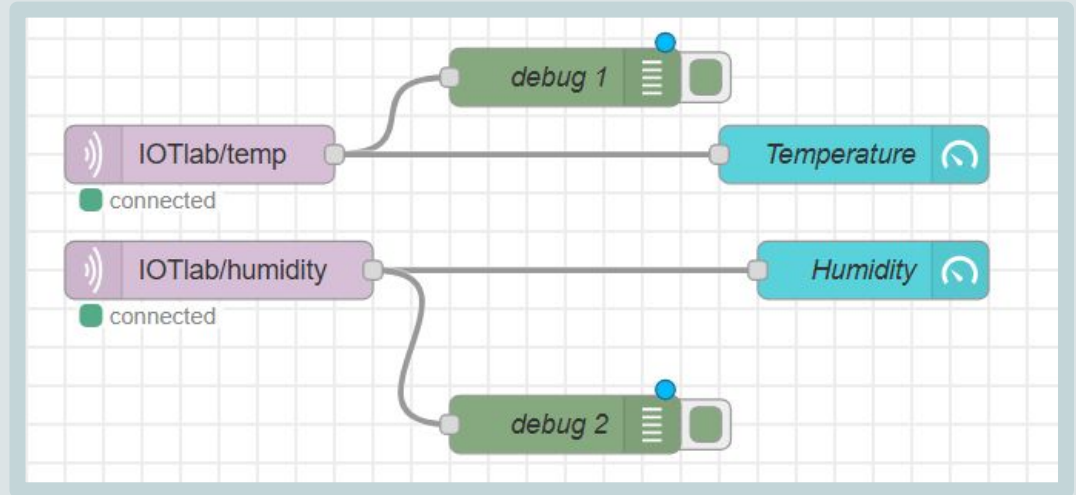 debug 1
IOTlab/temp
Temperature
connected
IOTlab/humidity
Humidity
connected
debug 2